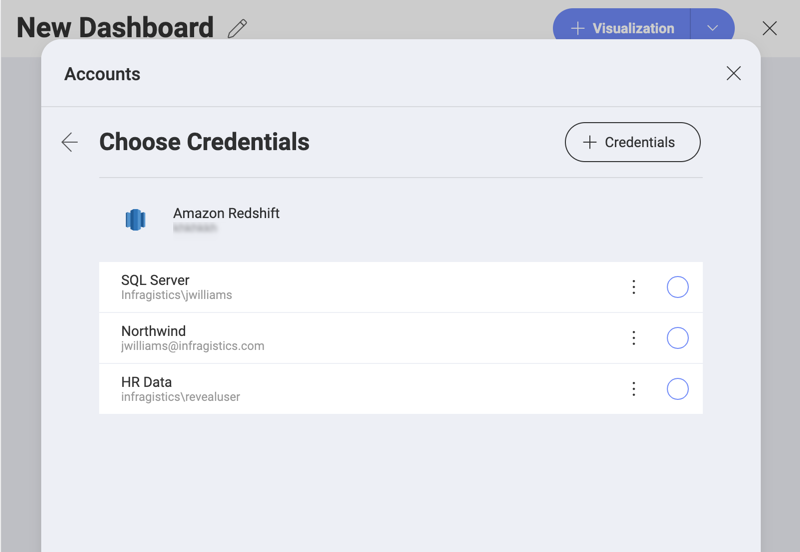 New Dashboard
Visualization
Accounts
Choose Credentials
Credentials
Amazon Redshift
SQL Server
Infragistics\jwilliams
Northwind
jwilliams@infragistics.com
HR Data
infragistics\revealuser